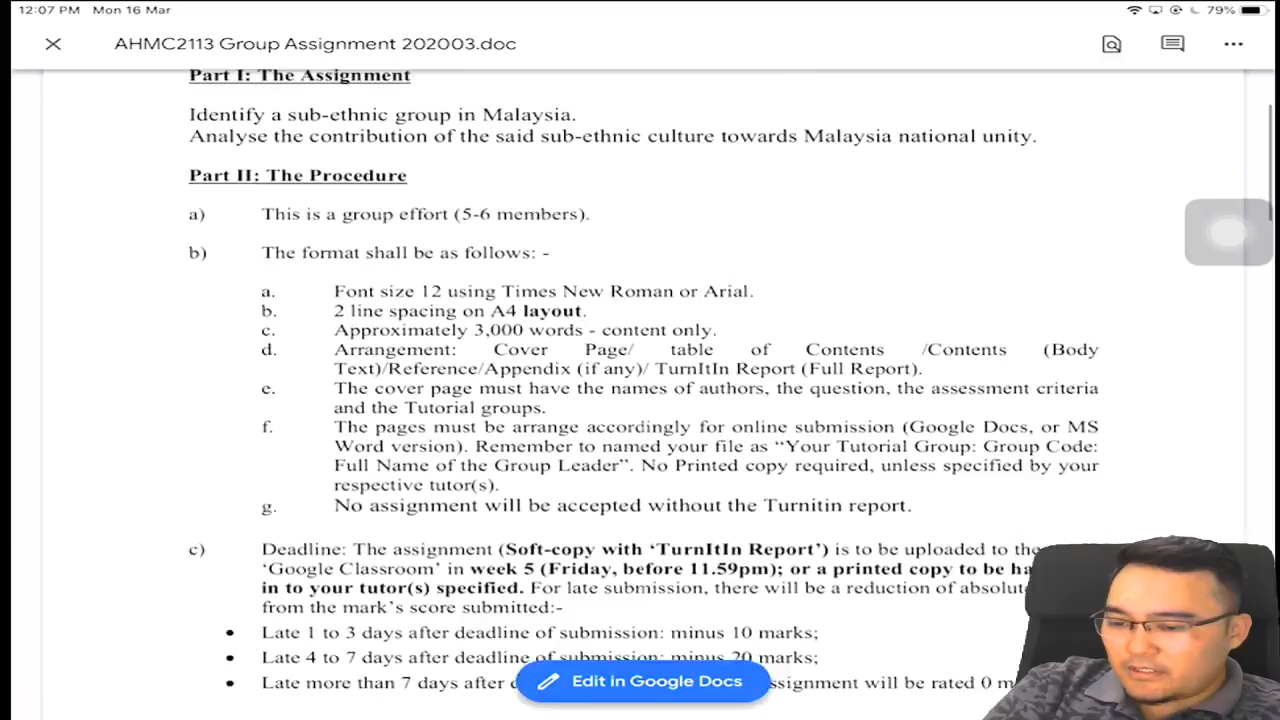 12:07 PM Mon 16 Mar
79%
AHMC2113 Group Assignment 202003.doc
Part I: The Assignment
Identify a sub-ethnic group in Malaysia.
Analyse the contribution of the said sub-ethnic culture towards Malaysia national unity.
Part II: The Procedure
a) This is a group effort (5-6 members).
b) The format shall be as follows: -
a. Font size 12 using Times New Roman or Arial.
b. 2 line spacing on A4 layout.
c. Approximately 3,000 words - content only.
d. Arrangement: Cover Page/ table of Contents /Contents (Body
Text)/Reference/Appendix (if any)/ TurnItIn Report (Full Report).
e. The cover page must have the names of authors, the question, the assessment criteria
and the Tutorial groups.
f. The pages must be arrange accordingly for online submission (Google Docs, or MS
Word version). Remember to named your file as “Your Tutorial Group: Group Code:
Full Name of the Group Leader”. No Printed copy required, unless specified by your
respective tutor(s).
g. No assignment will be accepted without the Turnitin report.
c) Deadline: The assignment (Soft-copy with ‘TurnItIn Report’) is to be uploaded to the
‘Google Classroom’ in week 5 (Friday, before 11.59pm); or a printed copy to be
in to your tutor(s) specified. For late submission, there will be a reduction of
from the mark’s score submitted:-
• Late 1 to 3 days after deadline of submission: minus 10 marks;
• Late 4 to 7 days after deadline of submission: minus 20 marks;
• Late more than 7 days after
will be rated 0
Edit in Google Docs